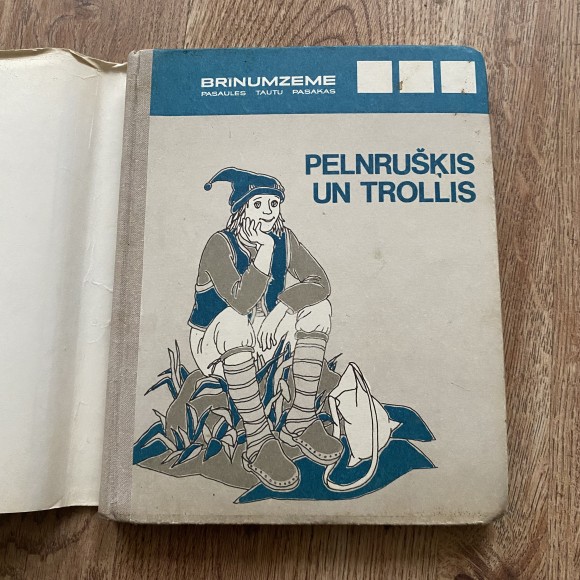 BRĪNUMZEME
PASAULES TAUTU PASAKAS
PELNRUŠĶIS
UN TROLLIS